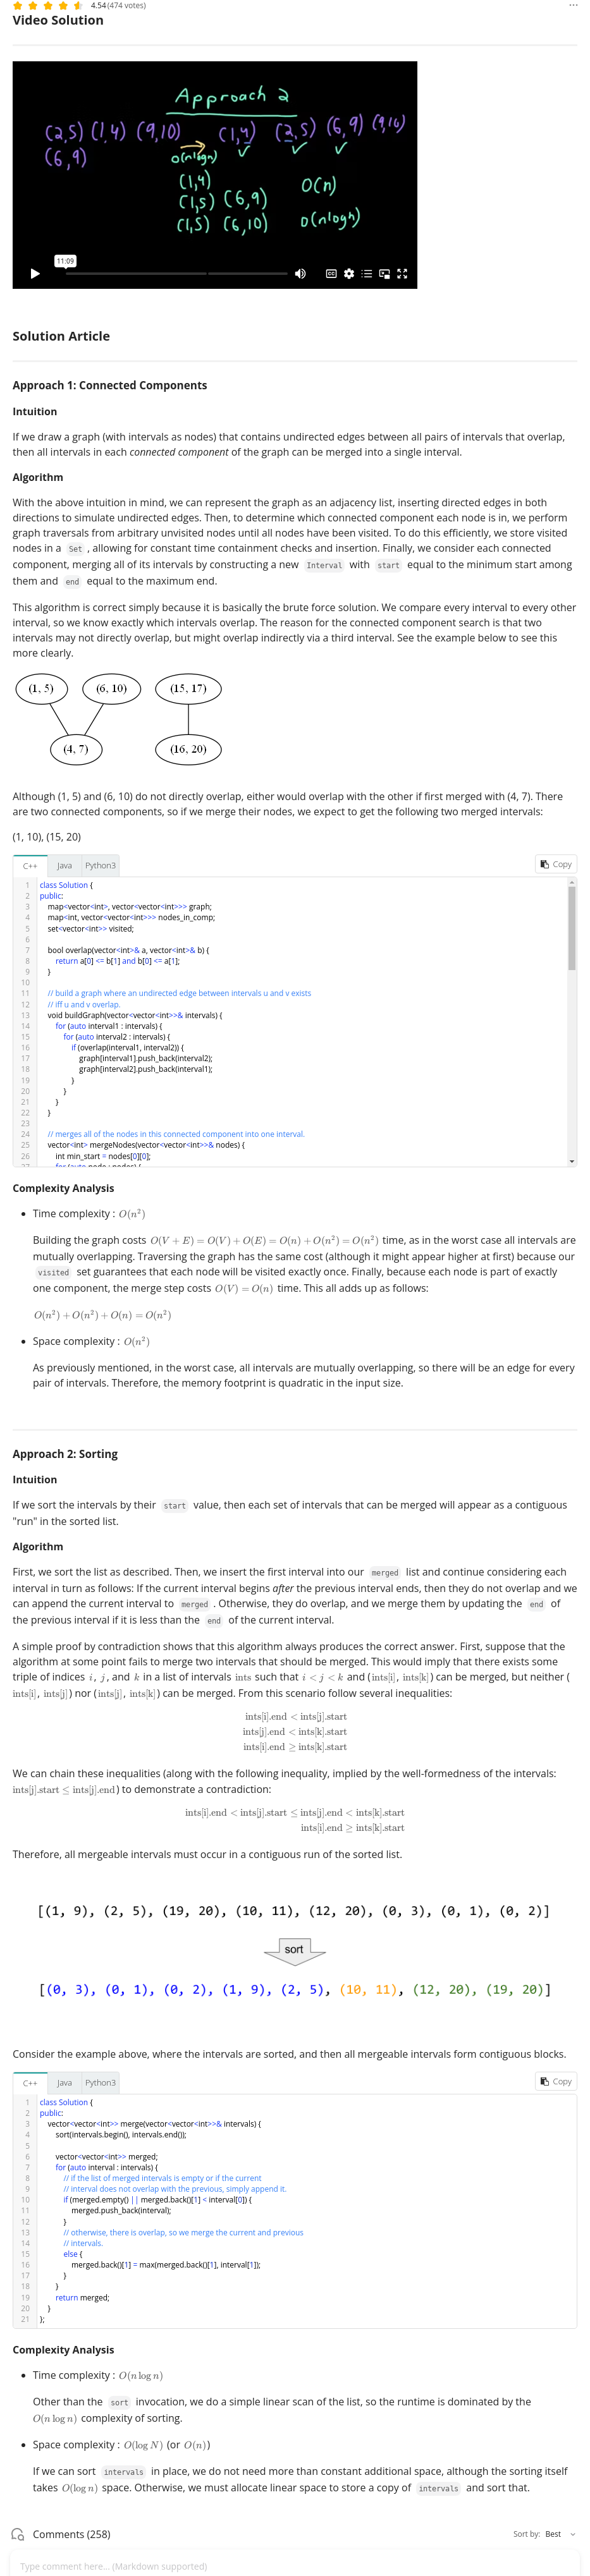 4.54 (474 votes)
Video Solution
Approach 2
(2,5) (1,4) (9,10)
(6,9)
(1,4) (2,5) (6,9) (9,10)
O(nlogn)
(1,4)
(1,5) (6,9)
(1,5) (6,10)
O(n)
O(nlogn)
11:09
Solution Article
Approach 1: Connected Components
Intuition
If we draw a graph (with intervals as nodes) that contains undirected edges between all pairs of intervals that overlap,
then all intervals in each connected component of the graph can be merged into a single interval.
Algorithm
With the above intuition in mind, we can represent the graph as an adjacency list, inserting directed edges in both
directions to simulate undirected edges. Then, to determine which connected component each node is in, we perform
graph traversals from arbitrary unvisited nodes until all nodes have been visited. To do this efficiently, we store visited
nodes in a Set , allowing for constant time containment checks and insertion. Finally, we consider each connected
component, merging all of its intervals by constructing a new Interval with start equal to the minimum start among
them and end equal to the maximum end.
This algorithm is correct simply because it is basically the brute force solution. We compare every interval to every other
interval, so we know exactly which intervals overlap. The reason for the connected component search is that two
intervals may not directly overlap, but might overlap indirectly via a third interval. See the example below to see this
more clearly.
(1, 5) (6, 10) (15, 17)
(4, 7) (16, 20)
Although (1, 5) and (6, 10) do not directly overlap, either would overlap with the other if first merged with (4, 7). There
are two connected components, so if we merge their nodes, we expect to get the following two merged intervals:
(1, 10), (15, 20)
C++ Java Python3 Copy
1 class Solution {
2 public:
3 map<vector<int>, vector<vector<int>>> graph;
4 map<int, vector<vector<int>>> nodes_in_comp;
5 set<vector<int>> visited;
6
7 bool overlap(vector<int>& a, vector<int>& b) {
8 return a[0] <= b[1] and b[0] <= a[1];
9 }
10
11 // build a graph where an undirected edge between intervals u and v exists
12 // iff u and v overlap.
13 void buildGraph(vector<vector<int>>& intervals) {
14 for (auto interval1 : intervals) {
15 for (auto interval2 : intervals) {
16 if (overlap(interval1, interval2)) {
17 graph[interval1].push_back(interval2);
18 graph[interval2].push_back(interval1);
19 }
20 }
21 }
22 }
23
24 // merges all of the nodes in this connected component into one interval.
25 vector<int> mergeNodes(vector<vector<int>>& nodes) {
26 int min_start = nodes[0][0];
27 for (auto node : nodes) {
Complexity Analysis
• Time complexity : O(n²)
Building the graph costs O(V + E) = O(V) + O(E) = O(n) + O(n²) = O(n²) time, as in the worst case all intervals are
mutually overlapping. Traversing the graph has the same cost (although it might appear higher at first) because our
visited set guarantees that each node will be visited exactly once. Finally, because each node is part of exactly
one component, the merge step costs O(V) = O(n) time. This all adds up as follows:
O(n²) + O(n²) + O(n) = O(n²)
• Space complexity : O(n²)
As previously mentioned, in the worst case, all intervals are mutually overlapping, so there will be an edge for every
pair of intervals. Therefore, the memory footprint is quadratic in the input size.
Approach 2: Sorting
Intuition
If we sort the intervals by their start value, then each set of intervals that can be merged will appear as a contiguous
"run" in the sorted list.
Algorithm
First, we sort the list as described. Then, we insert the first interval into our merged list and continue considering each
interval in turn as follows: If the current interval begins after the previous interval ends, then they do not overlap and we
can append the current interval to merged . Otherwise, they do overlap, and we merge them by updating the end of
the previous interval if it is less than the end of the current interval.
A simple proof by contradiction shows that this algorithm always produces the correct answer. First, suppose that the
algorithm at some point fails to merge two intervals that should be merged. This would imply that there exists some
triple of indices i, j, and k in a list of intervals ints such that i < j < k and (ints[i], ints[k]) can be merged, but neither (
ints[i], ints[j]) nor (ints[j], ints[k]) can be merged. From this scenario follow several inequalities:
ints[i].end < ints[j].start
ints[j].end < ints[k].start
ints[i].end ≥ ints[k].start
We can chain these inequalities (along with the following inequality, implied by the well-formedness of the intervals:
ints[j].start ≤ ints[j].end) to demonstrate a contradiction:
ints[i].end < ints[j].start ≤ ints[j].end < ints[k].start
ints[i].end ≥ ints[k].start
Therefore, all mergeable intervals must occur in a contiguous run of the sorted list.
[(1, 9), (2, 5), (19, 20), (10, 11), (12, 20), (0, 3), (0, 1), (0, 2)]
sort
[(0, 3), (0, 1), (0, 2), (1, 9), (2, 5), (10, 11), (12, 20), (19, 20)]
Consider the example above, where the intervals are sorted, and then all mergeable intervals form contiguous blocks.
C++ Java Python3 Copy
1 class Solution {
2 public:
3 vector<vector<int>> merge(vector<vector<int>>& intervals) {
4 sort(intervals.begin(), intervals.end());
5
6 vector<vector<int>> merged;
7 for (auto interval : intervals) {
8 // if the list of merged intervals is empty or if the current
9 // interval does not overlap with the previous, simply append it.
10 if (merged.empty() || merged.back()[1] < interval[0]) {
11 merged.push_back(interval);
12 }
13 // otherwise, there is overlap, so we merge the current and previous
14 // intervals.
15 else {
16 merged.back()[1] = max(merged.back()[1], interval[1]);
17 }
18 }
19 return merged;
20 }
21 };
Complexity Analysis
• Time complexity : O(n log n)
Other than the sort invocation, we do a simple linear scan of the list, so the runtime is dominated by the
O(n log n) complexity of sorting.
• Space complexity : O(log N) (or O(n))
If we can sort intervals in place, we do not need more than constant additional space, although the sorting itself
takes O(log n) space. Otherwise, we must allocate linear space to store a copy of intervals and sort that.
Comments (258) Sort by: Best
Type comment here... (Markdown supported)